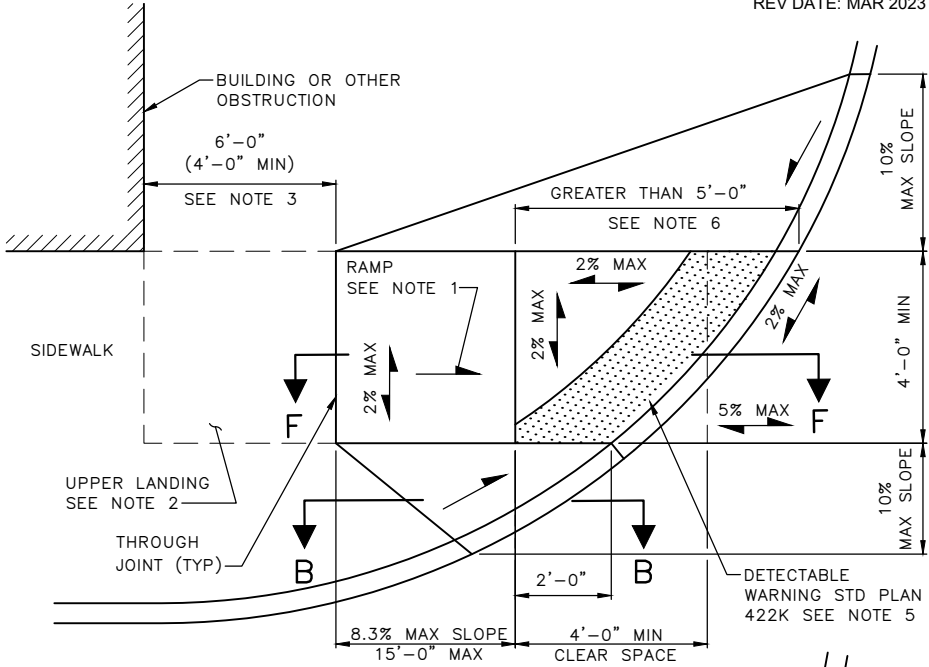 REV DATE: MAR 2023
BUILDING OR OTHER
OBSTRUCTION
6'-0"
(4'-0" MIN)
SEE NOTE 3
10%
MAX SLOPE
GREATER THAN 5'-0"
SEE NOTE 6
RAMP
SEE NOTE 1
2% MAX
2% MAX
2% MAX
2% MAX
4'-0" MIN
SIDEWALK
F
F
5% MAX
UPPER LANDING
SEE NOTE 2
10%
MAX SLOPE
THROUGH
JOINT (TYP)
B
B
2'-0"
DETECTABLE
WARNING STD PLAN
422K SEE NOTE 5
8.3% MAX SLOPE
15'-0" MAX
4'-0" MIN
CLEAR SPACE